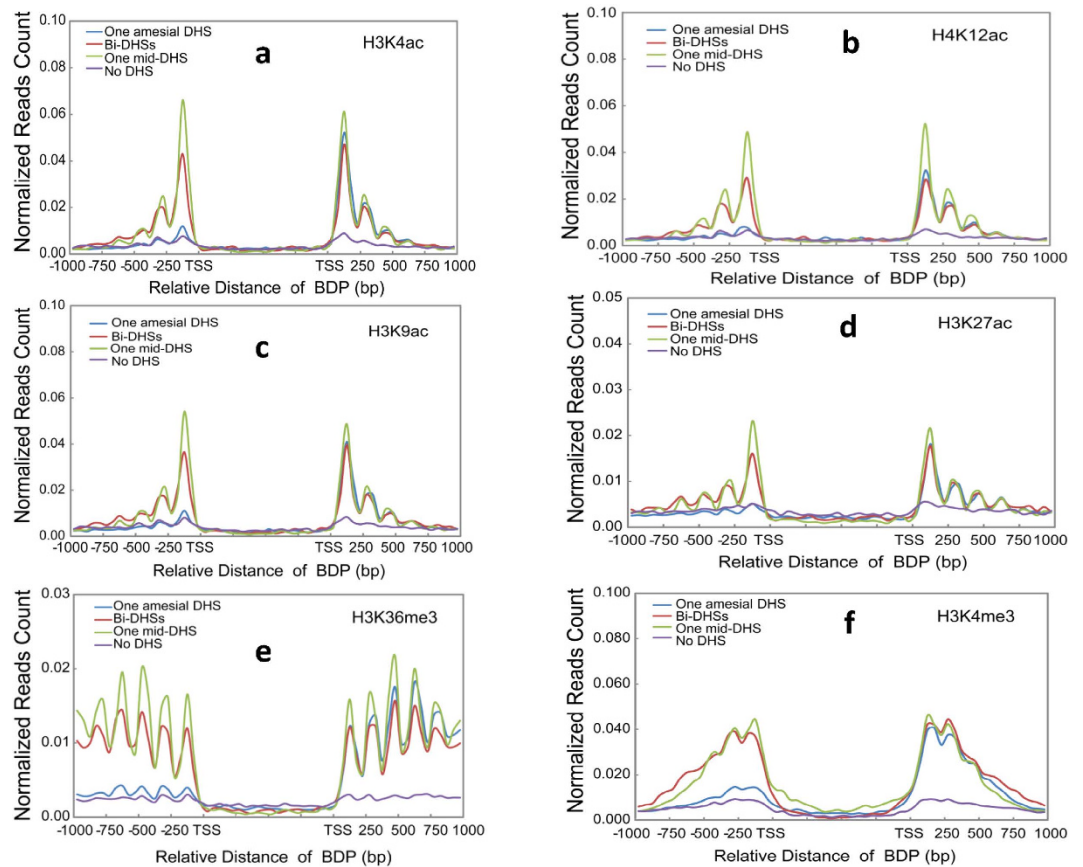 H3K4ac
a
One amesial DHS
Bi-DHSs
One mid-DHS
No DHS
Normalized Reads Count
0.10
0.08
0.06
0.04
0.02
0.00
-1000 -750 -500 -250 TSS TSS 250 500 750 1000
Relative Distance of BDP (bp)
H4K12ac
b
One amesial DHS
Bi-DHSs
One mid-DHS
No DHS
Normalized Reads Count
0.10
0.08
0.06
0.04
0.02
0.00
-1000 -750 -500 -250 TSS TSS 250 500 750 1000
Relative Distance of BDP (bp)
H3K9ac
c
One amesial DHS
Bi-DHSs
One mid-DHS
No DHS
Normalized Reads Count
0.10
0.08
0.06
0.04
0.02
0.00
-1000 -750 -500 -250 TSS TSS 250 500 750 1000
Relative Distance of BDP (bp)
H3K27ac
d
One amesial DHS
Bi-DHSs
One mid-DHS
No DHS
Normalized Reads Count
0.05
0.04
0.03
0.02
0.01
0.00
-1000 -750 -500 -250 TSS TSS 250 500 750 1000
Relative Distance of BDP (bp)
H3K36me3
e
One amesial DHS
Bi-DHSs
One mid-DHS
No DHS
Normalized Reads Count
0.03
0.02
0.01
0.00
-1000 -750 -500 -250 TSS TSS 250 500 750 1000
Relative Distance of BDP (bp)
H3K4me3
f
One amesial DHS
Bi-DHSs
One mid-DHS
No DHS
Normalized Reads Count
0.100
0.080
0.060
0.040
0.020
0.000
-1000 -750 -500 -250 TSS TSS 250 500 750 1000
Relative Distance of BDP (bp)